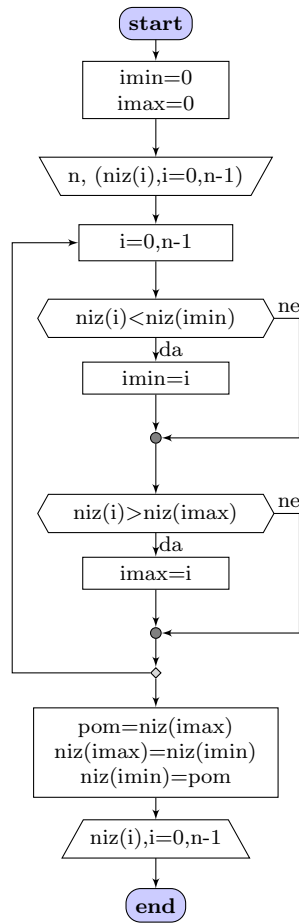 start
imin=0
imax=0
n, (niz(i),i=0,n-1)
i=0,n-1
niz(i)<niz(imin)
ne
da
imin=i
niz(i)>niz(imax)
ne
da
imax=i
pom=niz(imax)
niz(imax)=niz(imin)
niz(imin)=pom
niz(i),i=0,n-1
end